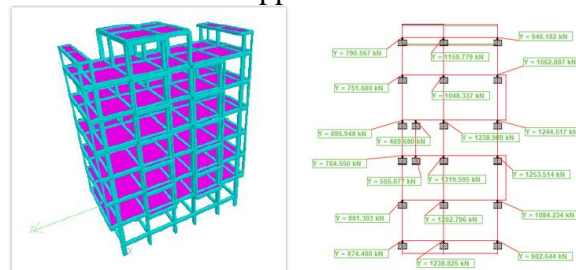 Y = 790.567 kN
Y = 1159.779 kN
Y = 946.182 kN
Y = 751.600 kN
Y = 1048.337 kN
Y = 1062.887 kN
Y = 695.948 kN
Y = 469.680 kN
Y = 1238.989 kN
Y = 1244.517 kN
Y = 764.550 kN
Y = 505.077 kN
Y = 1319.595 kN
Y = 1253.514 kN
Y = 881.303 kN
Y = 1202.796 kN
Y = 1084.234 kN
Y = 874.488 kN
Y = 1238.825 kN
Y = 902.644 kN